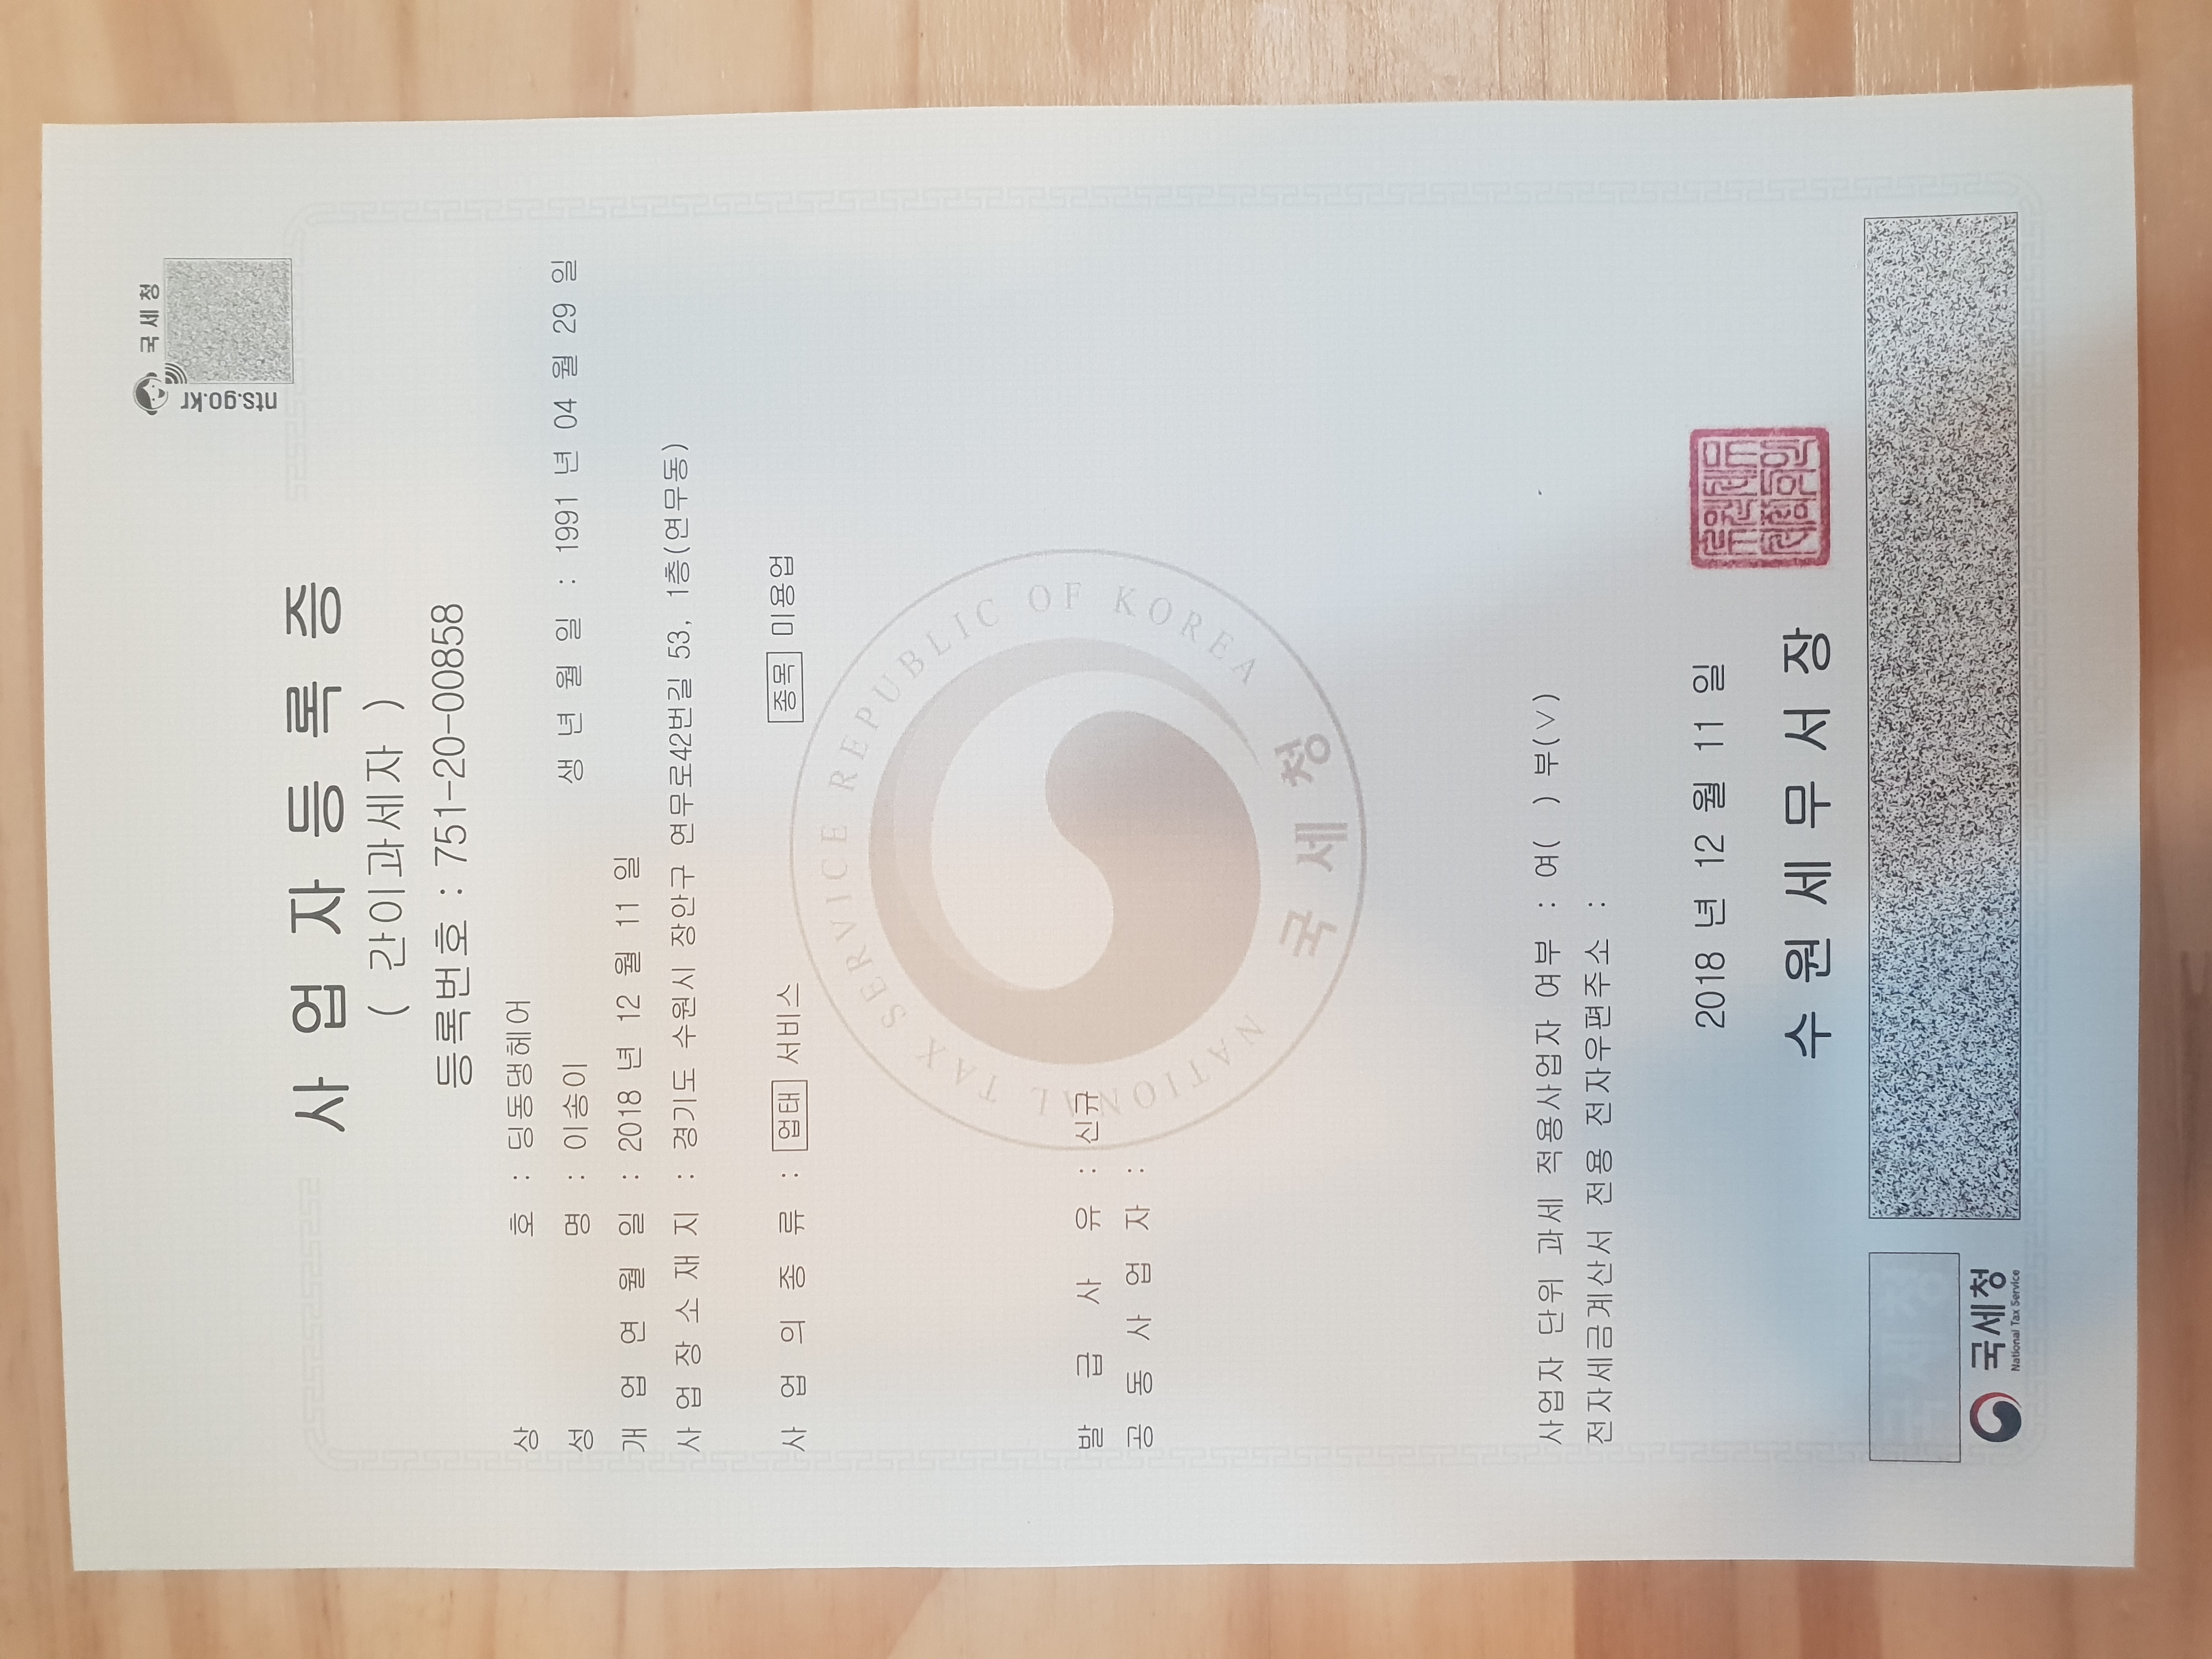 국세청
nts.go.kr
사업자등록증
( 간이과세자 )
등록번호 : 751-20-00858
상 호 : 딩동댕헤어
성 명 : 이송이 생 년 월 일 : 1991 년 04 월 29 일
개 업 연 월 일 : 2018 년 12 월 11 일
사 업 장 소 재 지 : 경기도 수원시 장안구 연무로42번길 53, 1층(연무동)
사 업 의 종 류 : 업태 서비스 종목 미용업
NATIONAL TAX SERVICE REPUBLIC OF KOREA
국세청
발 급 사 유 : 신규
공 동 사 업 자 :
사업자 단위 과세 적용사업자 여부 : 여( ) 부(∨)
전자세금계산서 전용 전자우편주소 :
2018 년 12 월 11 일
수 원 세 무 서 장
국세청
National Tax Service